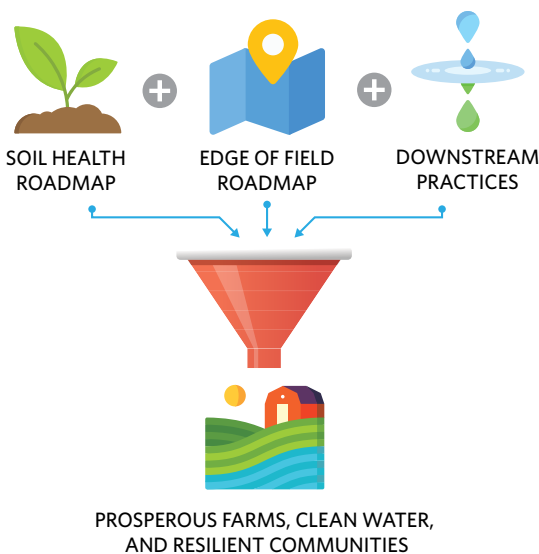 SOIL HEALTH
ROADMAP
EDGE OF FIELD
ROADMAP
DOWNSTREAM
PRACTICES
PROSPEROUS FARMS, CLEAN WATER,
AND RESILIENT COMMUNITIES